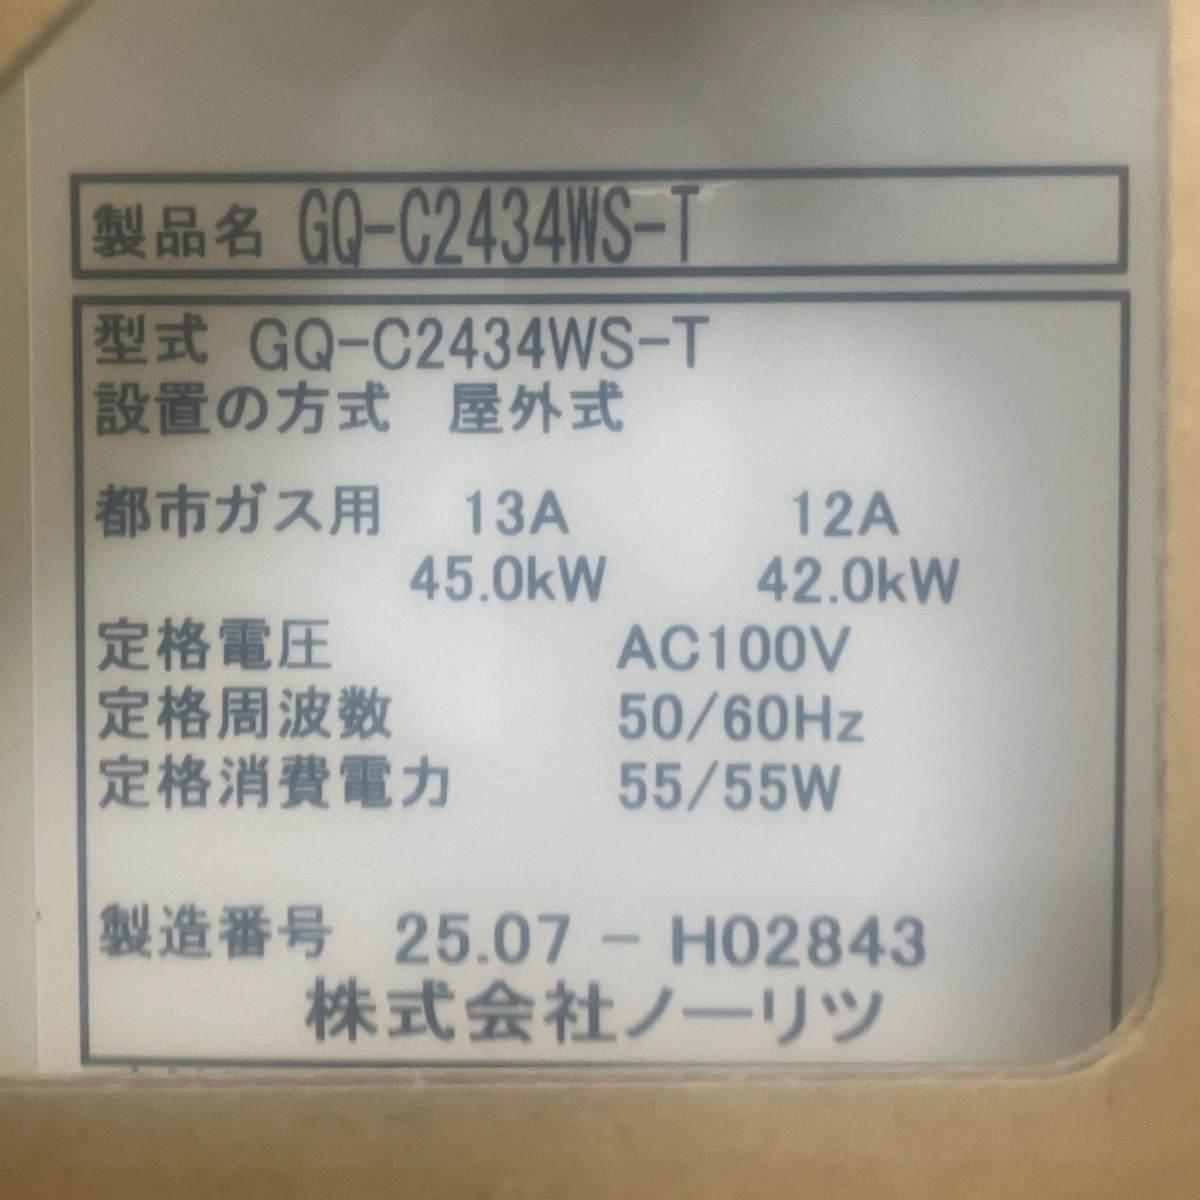 製品名 GQ-C2434WS-T
型式 GQ-C2434WS-T
設置の方式 屋外式
都市ガス用 13A 12A
45.0kW 42.0kW
定格電圧 AC100V
定格周波数 50/60Hz
定格消費電力 55/55W
製造番号 25.07 - H02843
株式会社ノーリツ